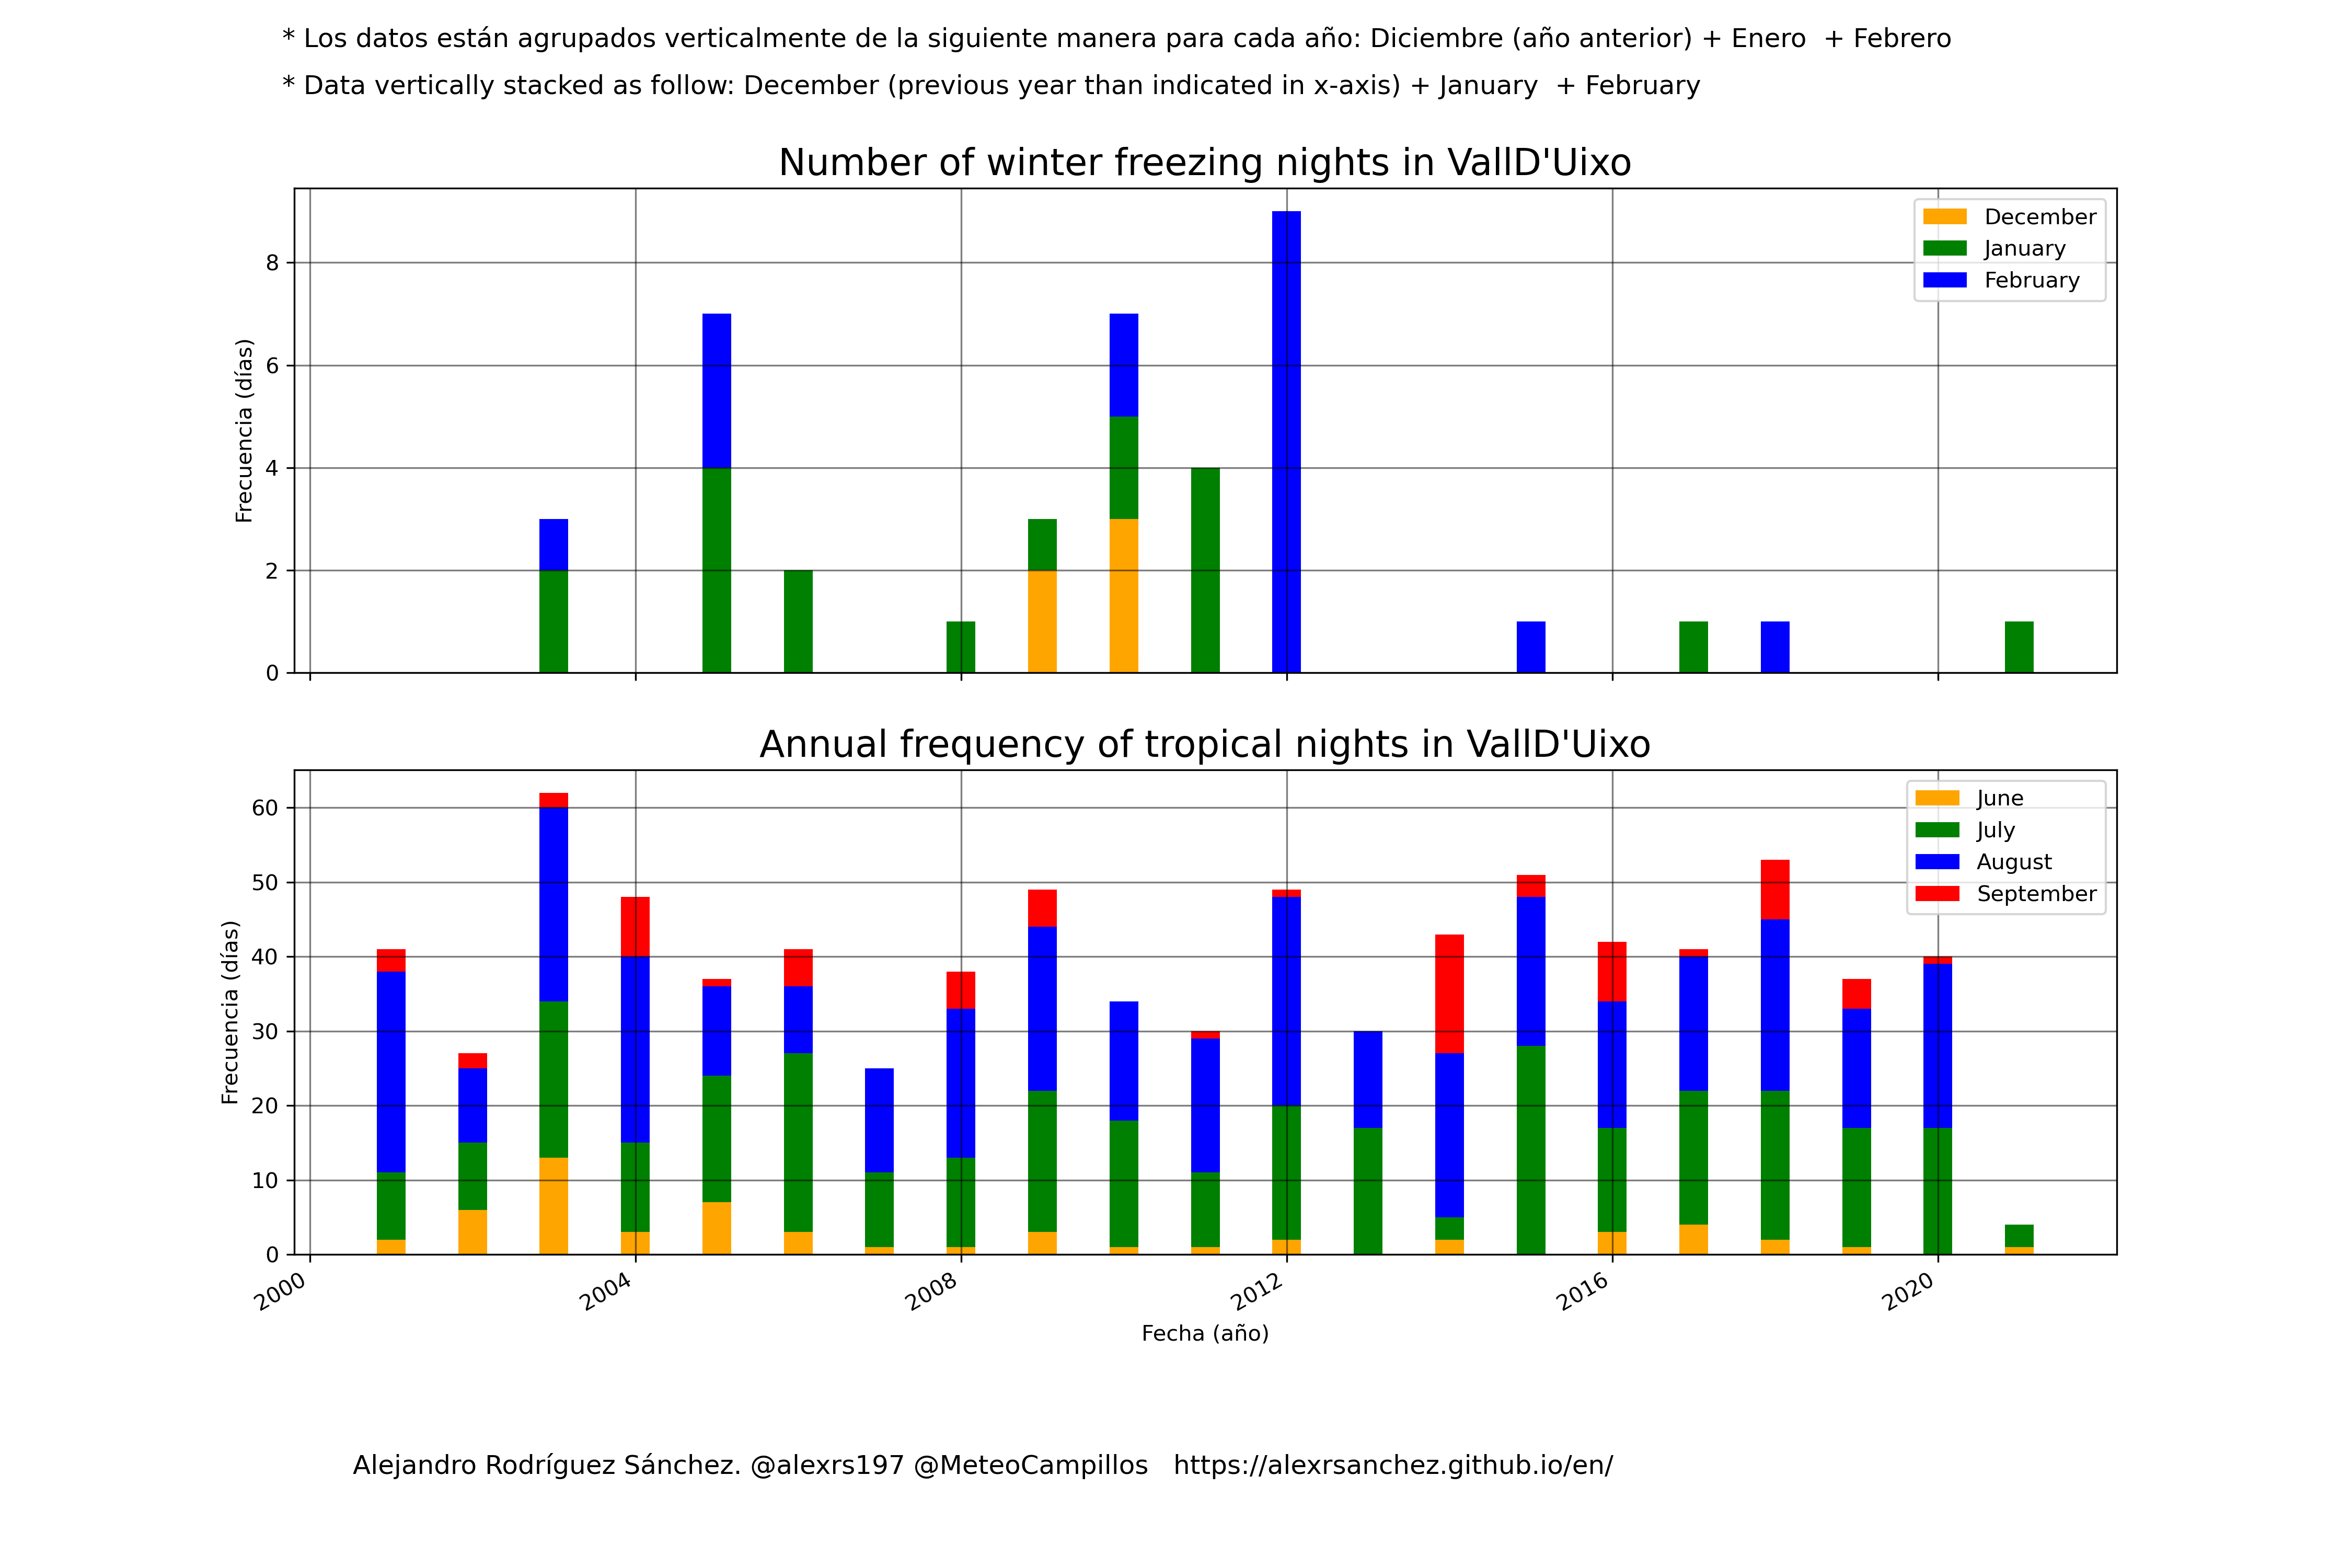 * Los datos están agrupados verticalmente de la siguiente manera para cada año: Diciembre (año anterior) + Enero  + Febrero
* Data vertically stacked as follow: December (previous year than indicated in x-axis) + January  + February
Number of winter freezing nights in VallD'Uixo
December
January
February
8
6
4
2
0
Frecuencia (días)
Annual frequency of tropical nights in VallD'Uixo
June
July
August
September
60
50
40
30
20
10
0
Frecuencia (días)
2000 2004 2008 2012 2016 2020
Fecha (año)
Alejandro Rodríguez Sánchez. @alexrs197 @MeteoCampillos   https://alexrsanchez.github.io/en/